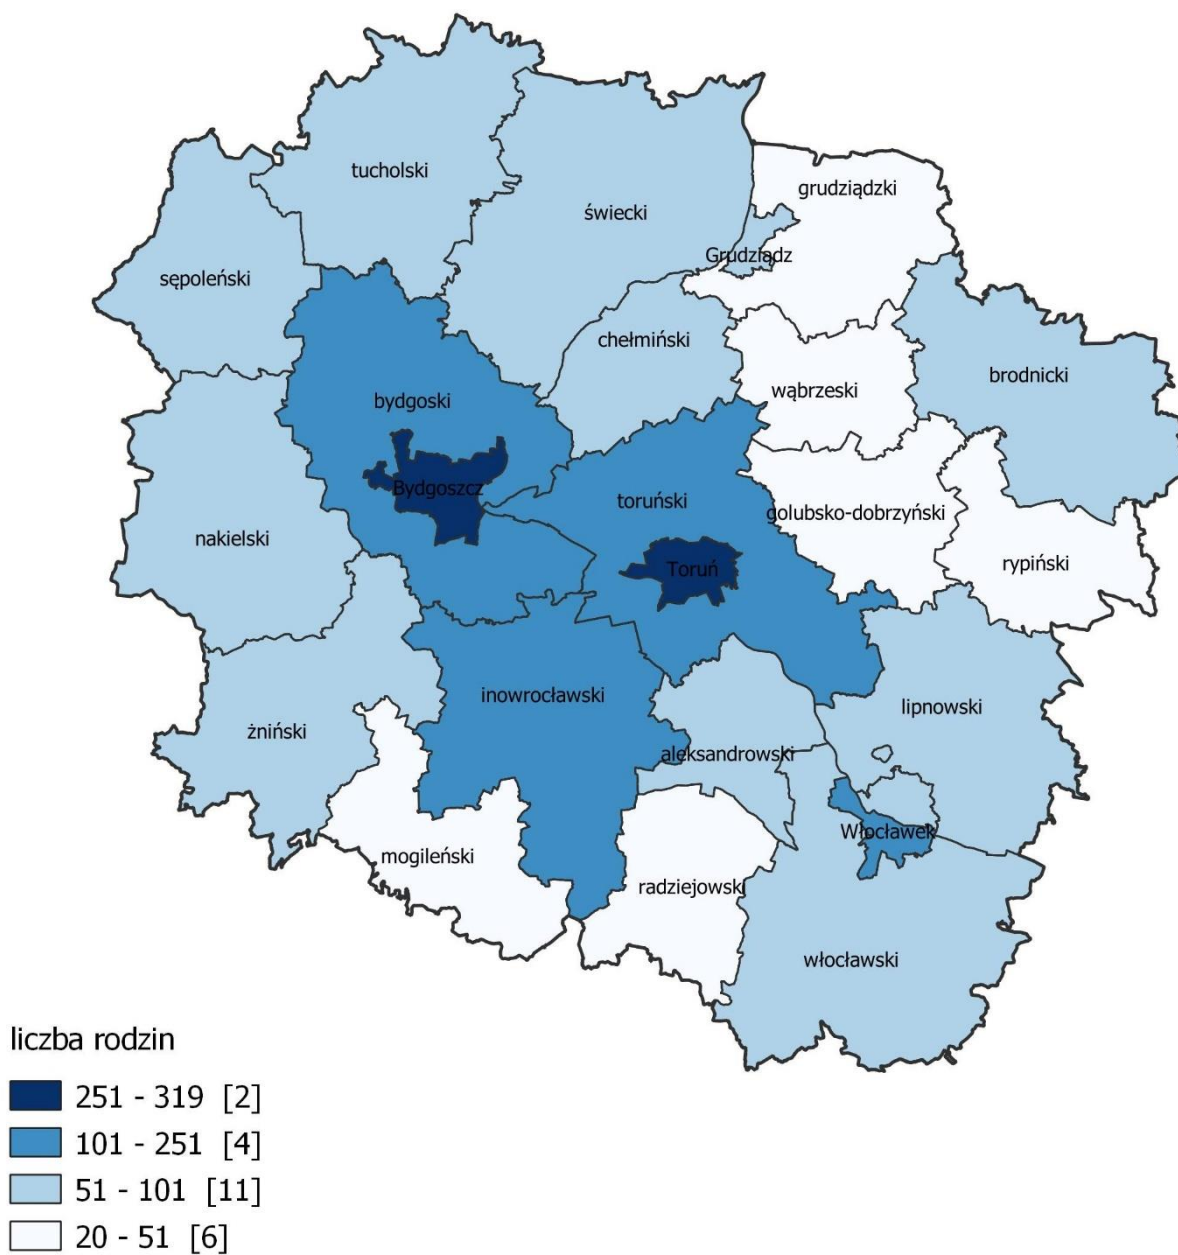 tucholski
grudziądzki
świecki
Grudziądz
sępoleński
chełmiński
brodnicki
wąbrzeski
bydgoski
Bydgoszcz
toruński
golubsko-dobrzyński
nakielski
Toruń
rypiński
inowrocławski
lipnowski
żniński
aleksandrowski
Włocławek
mogileński
radziejowski
włocławski
liczba rodzin
251 - 319 [2]
101 - 251 [4]
51 - 101 [11]
20 - 51 [6]